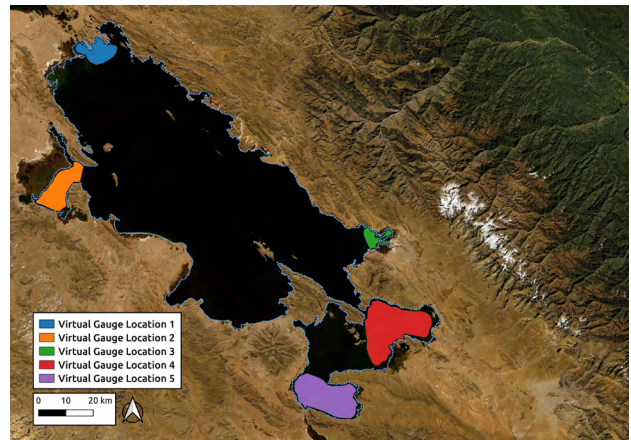 Virtual Gauge Location 1
Virtual Gauge Location 2
Virtual Gauge Location 3
Virtual Gauge Location 4
Virtual Gauge Location 5
0 10 20 km